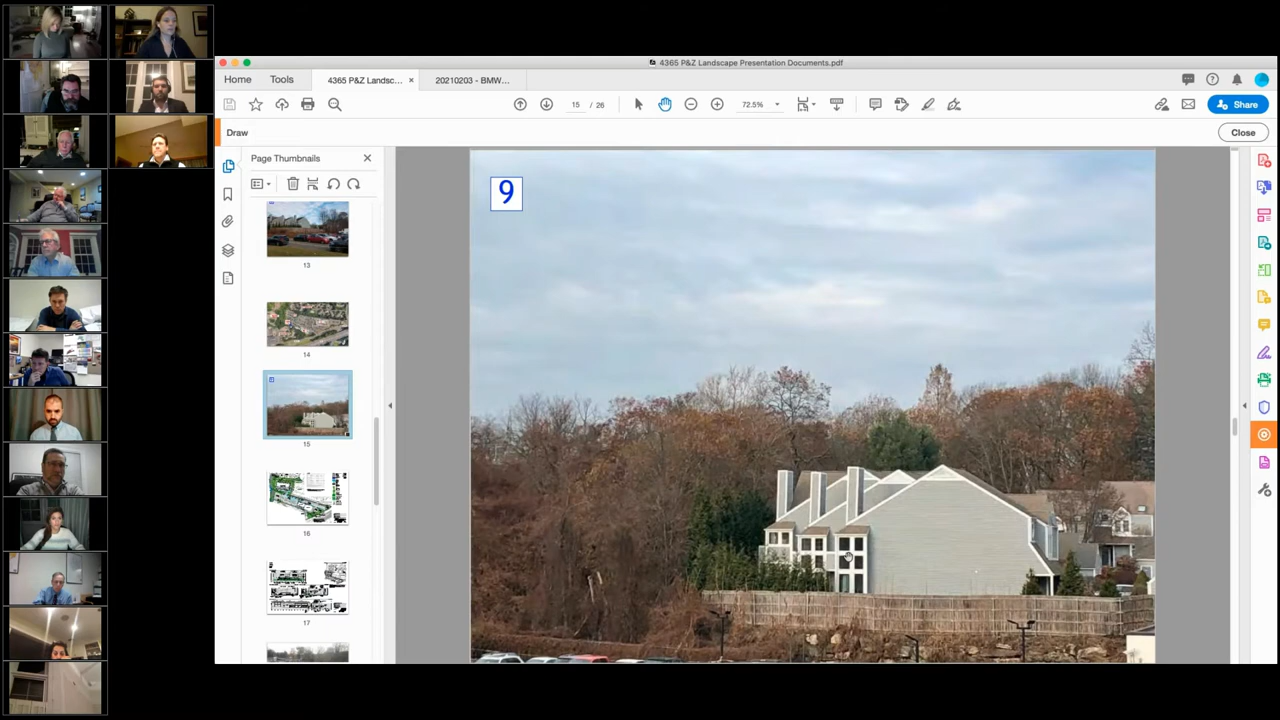 4365 P&Z Landscape Presentation Documents.pdf
Home
Tools
4365 P&Z Landsc... ×
20210203 - BMW...
15 / 26
72.5%
Share
Draw
Close
Page Thumbnails
9
13
14
15
16
17